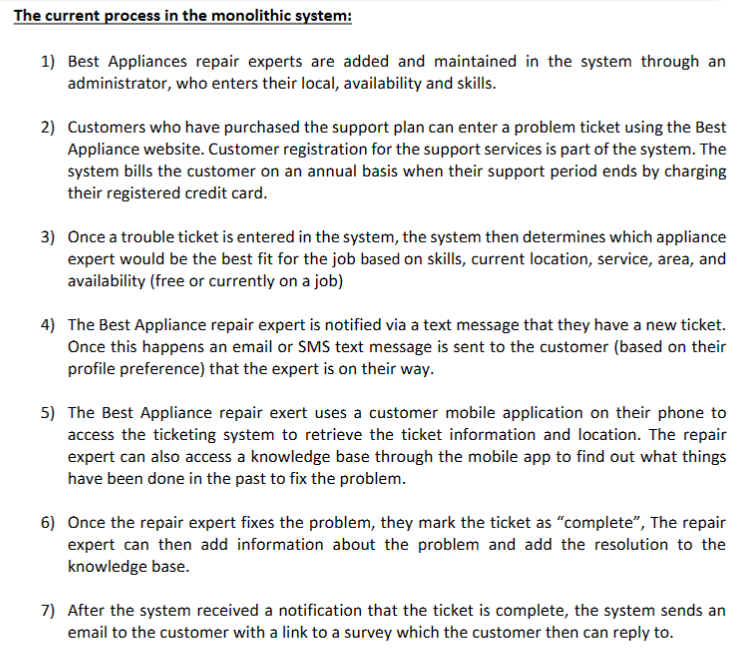 The current process in the monolithic system:
1) Best Appliances repair experts are added and maintained in the system through an
administrator, who enters their local, availability and skills.
2) Customers who have purchased the support plan can enter a problem ticket using the Best
Appliance website. Customer registration for the support services is part of the system. The
system bills the customer on an annual basis when their support period ends by charging
their registered credit card.
3) Once a trouble ticket is entered in the system, the system then determines which appliance
expert would be the best fit for the job based on skills, current location, service, area, and
availability (free or currently on a job)
4) The Best Appliance repair expert is notified via a text message that they have a new ticket.
Once this happens an email or SMS text message is sent to the customer (based on their
profile preference) that the expert is on their way.
5) The Best Appliance repair exert uses a customer mobile application on their phone to
access the ticketing system to retrieve the ticket information and location. The repair
expert can also access a knowledge base through the mobile app to find out what things
have been done in the past to fix the problem.
6) Once the repair expert fixes the problem, they mark the ticket as “complete”, The repair
expert can then add information about the problem and add the resolution to the
knowledge base.
7) After the system received a notification that the ticket is complete, the system sends an
email to the customer with a link to a survey which the customer then can reply to.